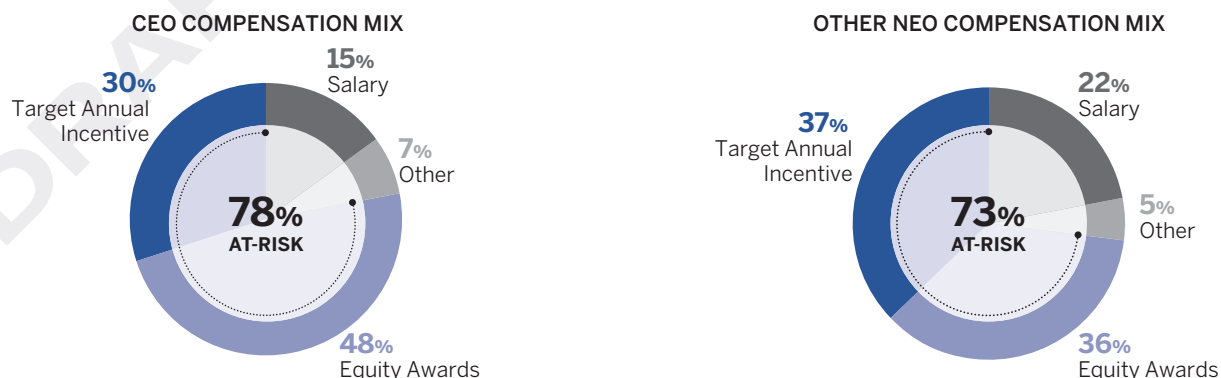 DRAF
CEO COMPENSATION MIX
15%
Salary
30%
Target Annual
Incentive
7%
Other
78%
AT-RISK
48%
Equity Awards
OTHER NEO COMPENSATION MIX
22%
Salary
37%
Target Annual
Incentive
5%
Other
73%
AT-RISK
36%
Equity Awards